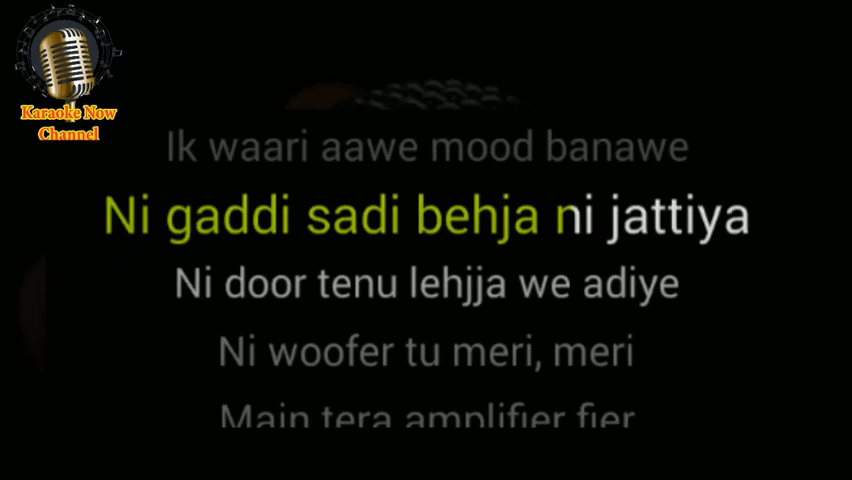 Karaoke Now
Channel
Ik waari aawe mood banawe
Ni gaddi sadi behja ni jattiya
Ni door tenu lehjja we adiye
Ni woofer tu meri, meri
Main tera amplifier fier